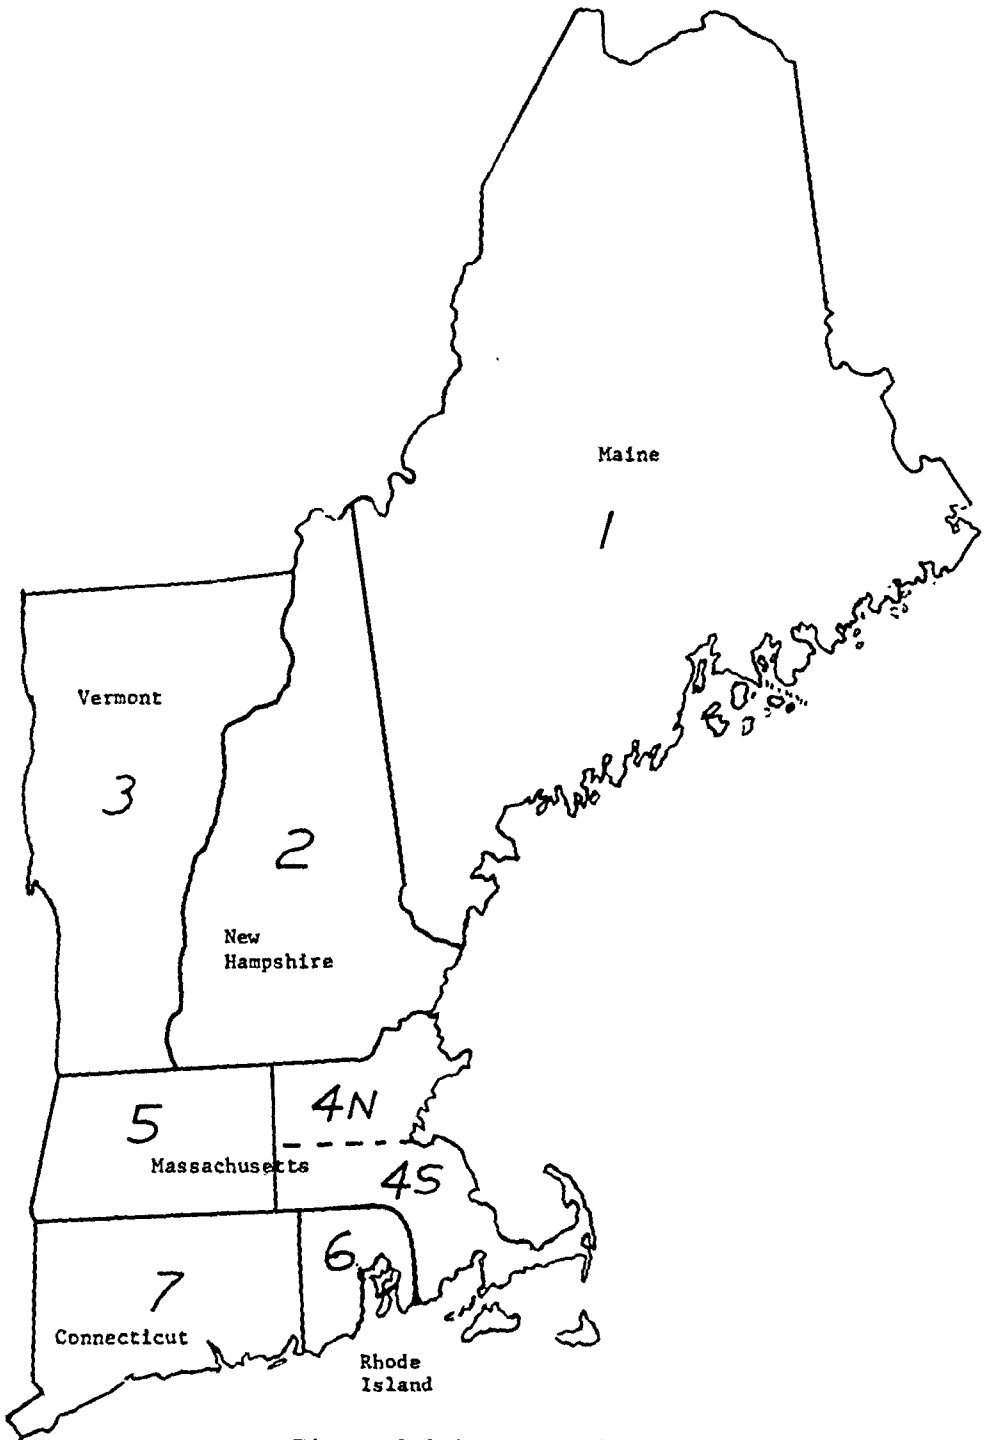 Maine
1
Vermont
3
2
New
Hampshire
4N
5
Massachusetts
4S
6
7
Connecticut
Rhode
Island